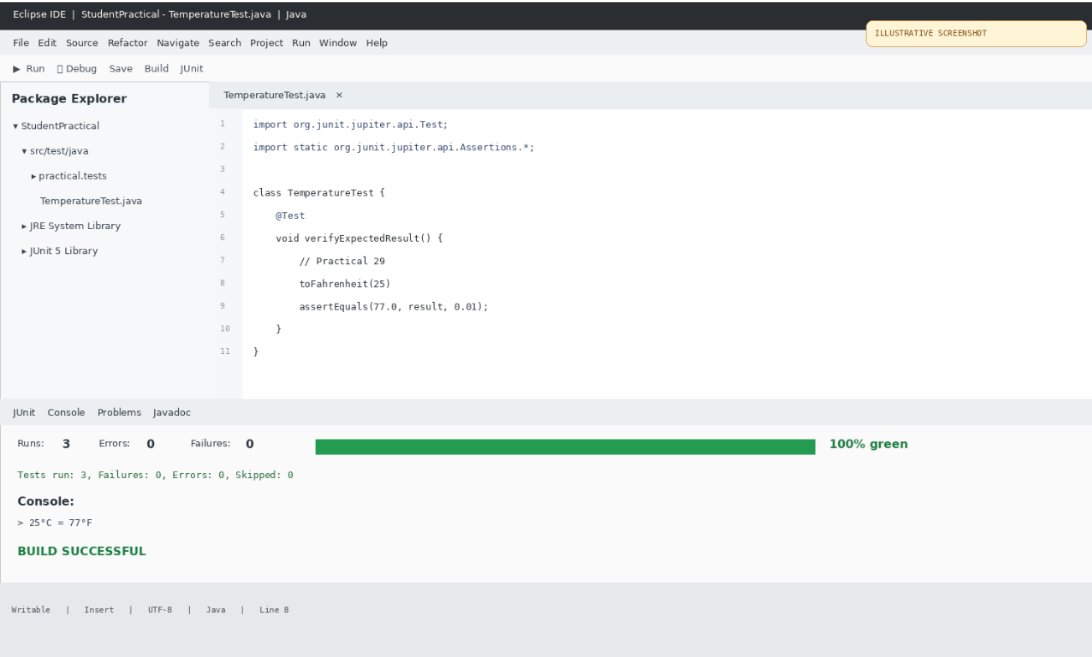 Eclipse IDE | StudentPractical - TemperatureTest.java | Java
ILLUSTRATIVE SCREENSHOT
File Edit Source Refactor Navigate Search Project Run Window Help
▶ Run ▯ Debug Save Build JUnit
Package Explorer
▾ StudentPractical
▾ src/test/java
▸ practical.tests
TemperatureTest.java
▸ JRE System Library
▸ JUnit 5 Library
TemperatureTest.java ✕
1 import org.junit.jupiter.api.Test;
2 import static org.junit.jupiter.api.Assertions.*;
3
4 class TemperatureTest {
5 @Test
6 void verifyExpectedResult() {
7 // Practical 29
8 toFahrenheit(25)
9 assertEquals(77.0, result, 0.01);
10 }
11 }
JUnit Console Problems Javadoc
Runs: 3 Errors: 0 Failures: 0 100% green
Tests run: 3, Failures: 0, Errors: 0, Skipped: 0
Console:
> 25°C = 77°F
BUILD SUCCESSFUL
Writable | Insert | UTF-8 | Java | Line 8